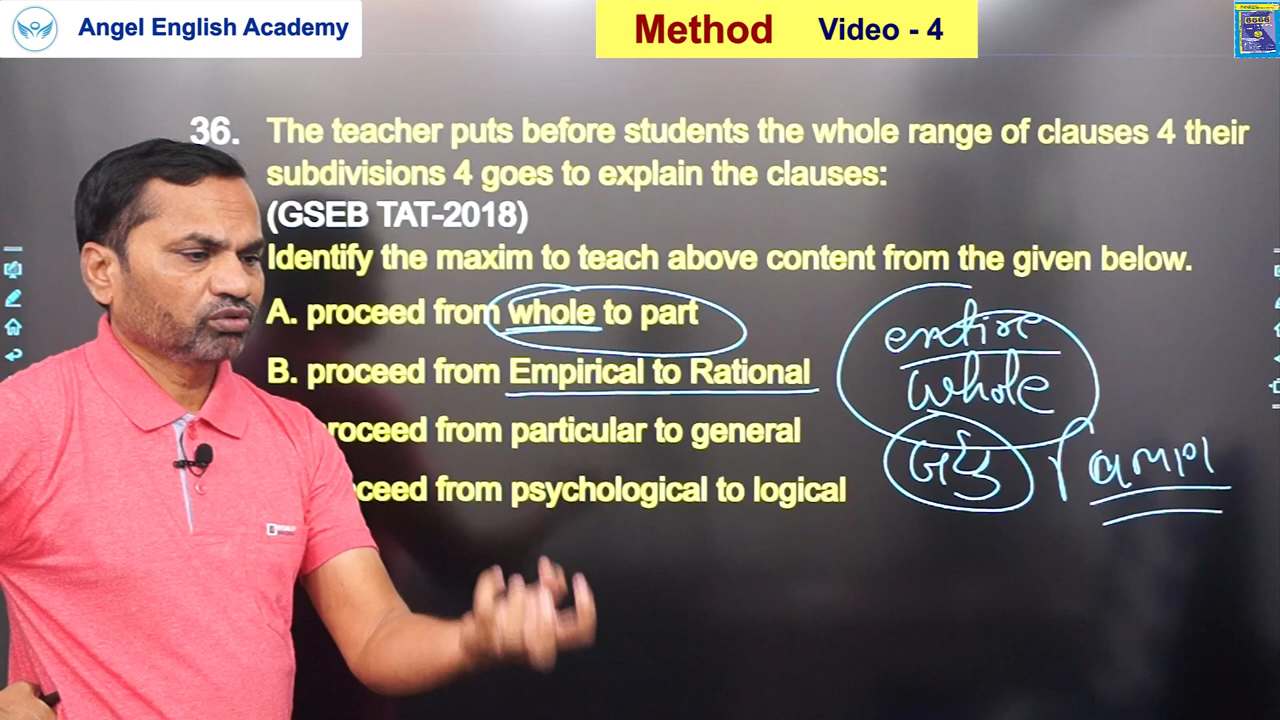 Angel English Academy
Method Video - 4
36. The teacher puts before students the whole range of clauses 4 their
subdivisions 4 goes to explain the clauses:
(GSEB TAT-2018)
Identify the maxim to teach above content from the given below.
A. proceed from whole to part
B. proceed from Empirical to Rational
roceed from particular to general
ceed from psychological to logical
entire
whole
બધું